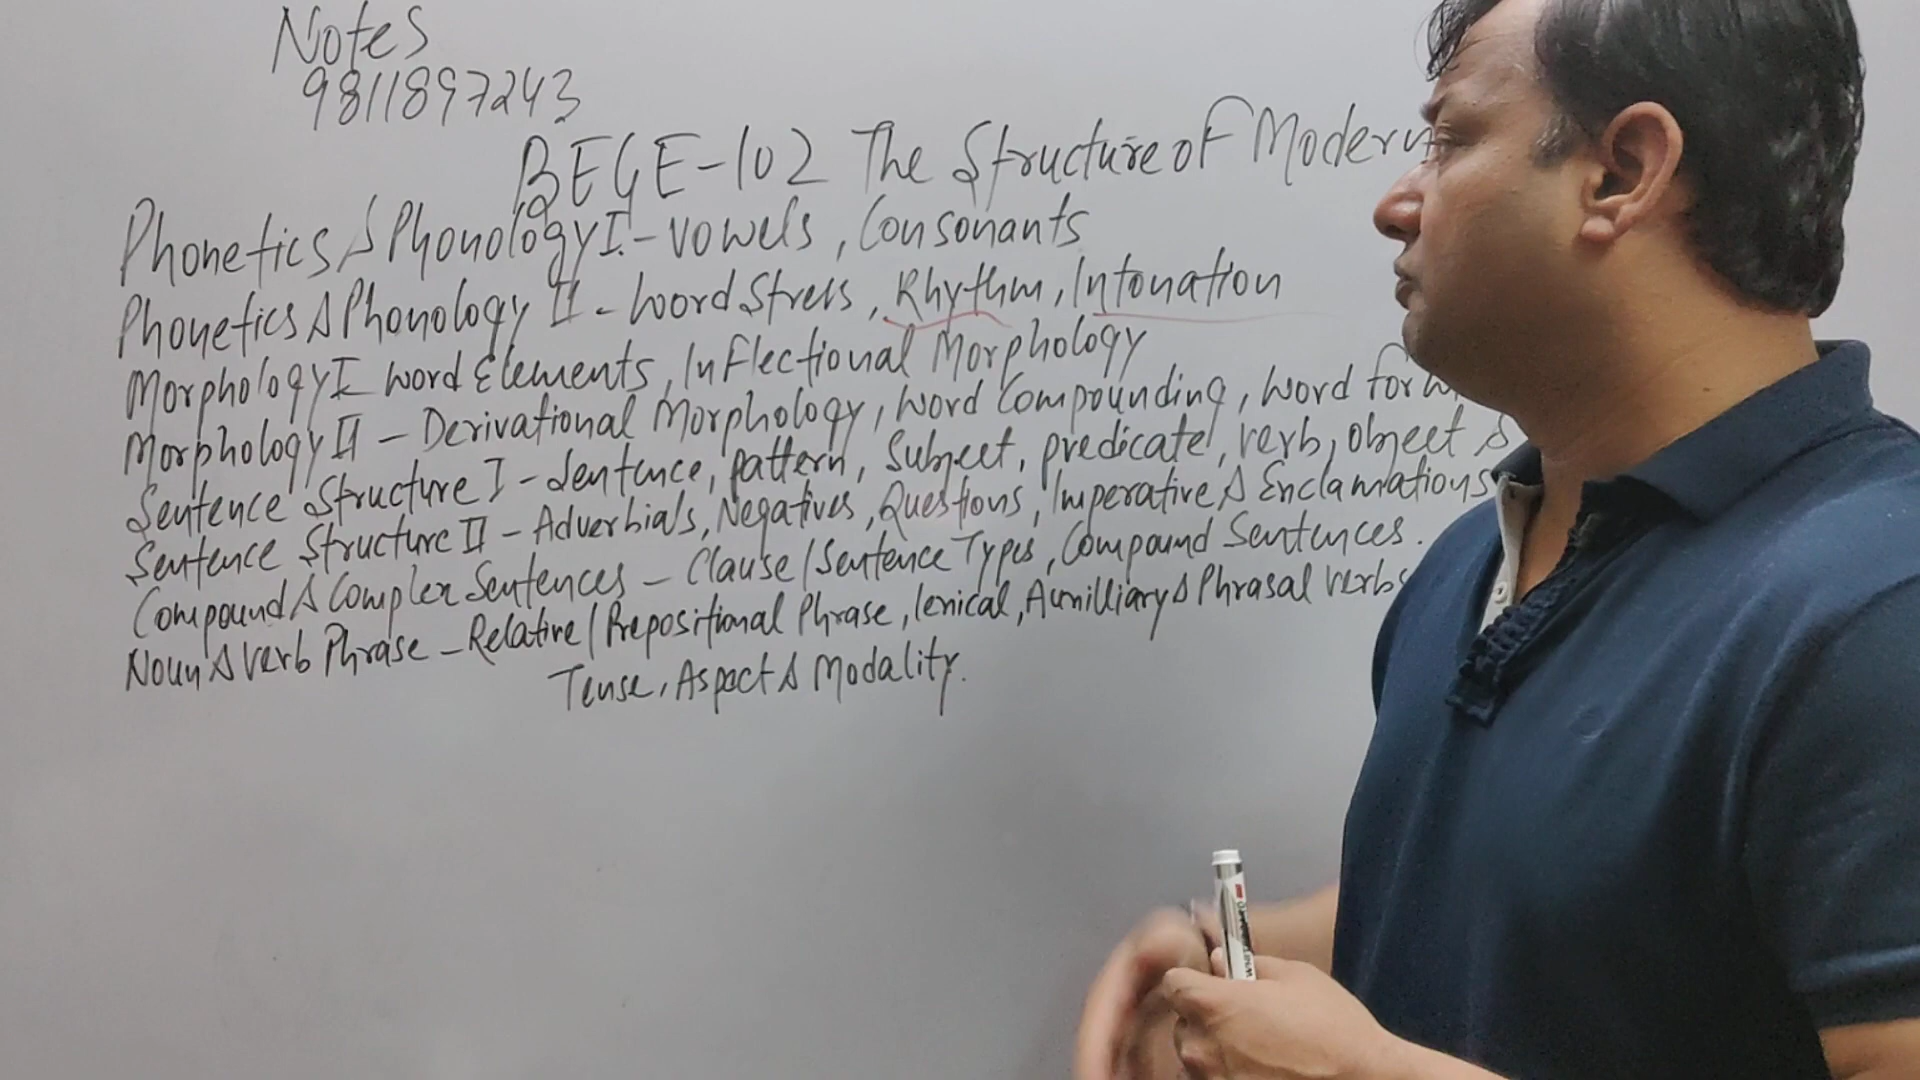 Notes
9811897243
BEGE-102 The Structure of Modern
Phonetics & Phonology I - Vowels, Consonants
Phonetics & Phonology II - Word Stress, Rhythm, Intonation
Morphology I Word Elements, Inflectional Morphology
Morphology II - Derivational Morphology, Word Compounding, Word
Sentence Structure I - Sentence, pattern, Subject, predicate, verb, object &
Sentence Structure II - Adverbials, Negatives, Questions, Imperative & Exclamations
Compound & Complex Sentences - Clause/Sentence Types, Compound Sentences.
Noun & Verb Phrase - Relative/Prepositional Phrase, lexical, Auxilliary & Phrasal Verbs
Tense, Aspect & Modality.